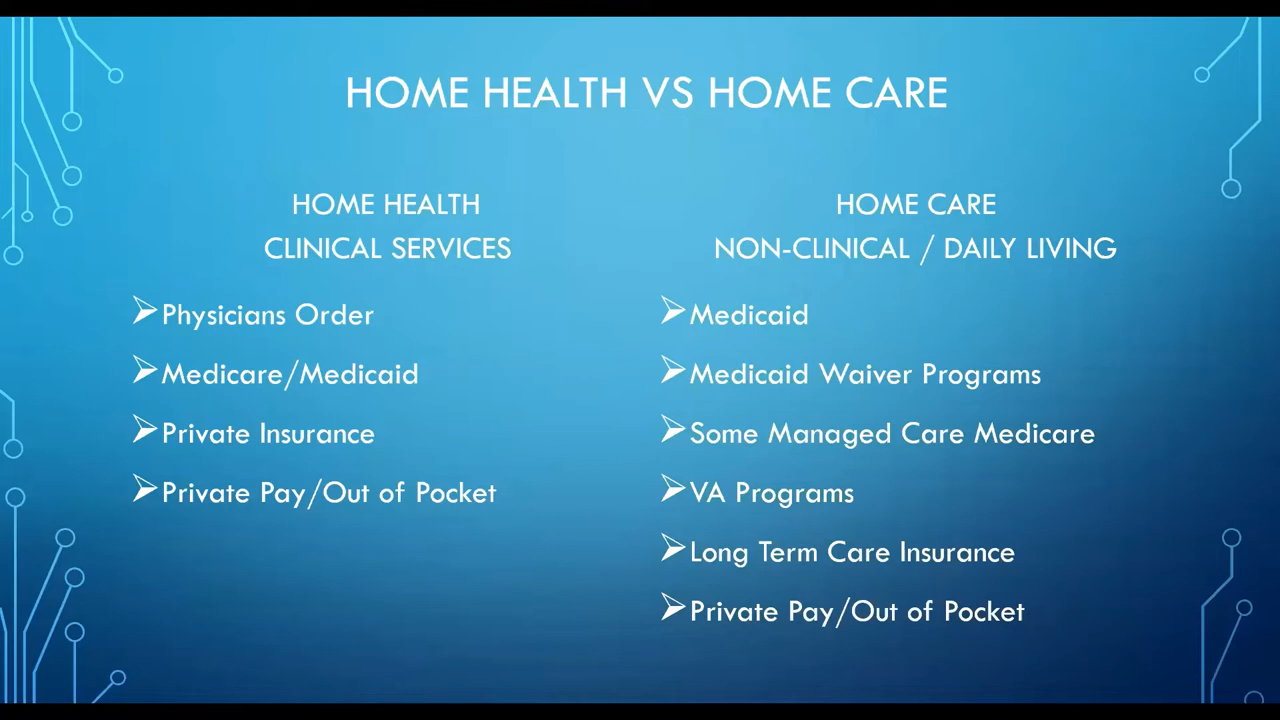 HOME HEALTH VS HOME CARE
HOME HEALTH
CLINICAL SERVICES
➢Physicians Order
➢Medicare/Medicaid
➢Private Insurance
➢Private Pay/Out of Pocket
HOME CARE
NON-CLINICAL / DAILY LIVING
➢Medicaid
➢Medicaid Waiver Programs
➢Some Managed Care Medicare
➢VA Programs
➢Long Term Care Insurance
➢Private Pay/Out of Pocket